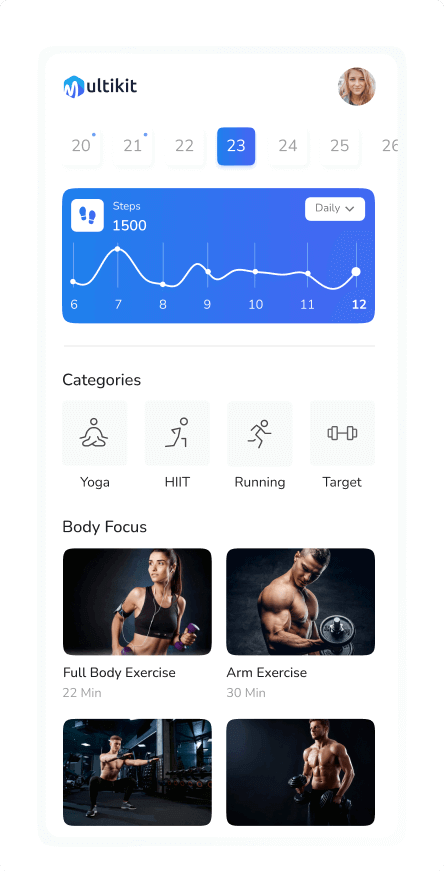 Multikit
20 21 22 23 24 25 26
Steps
1500
Daily
6 7 8 9 10 11 12
Categories
Yoga HIIT Running Target
Body Focus
Full Body Exercise Arm Exercise
22 Min 30 Min